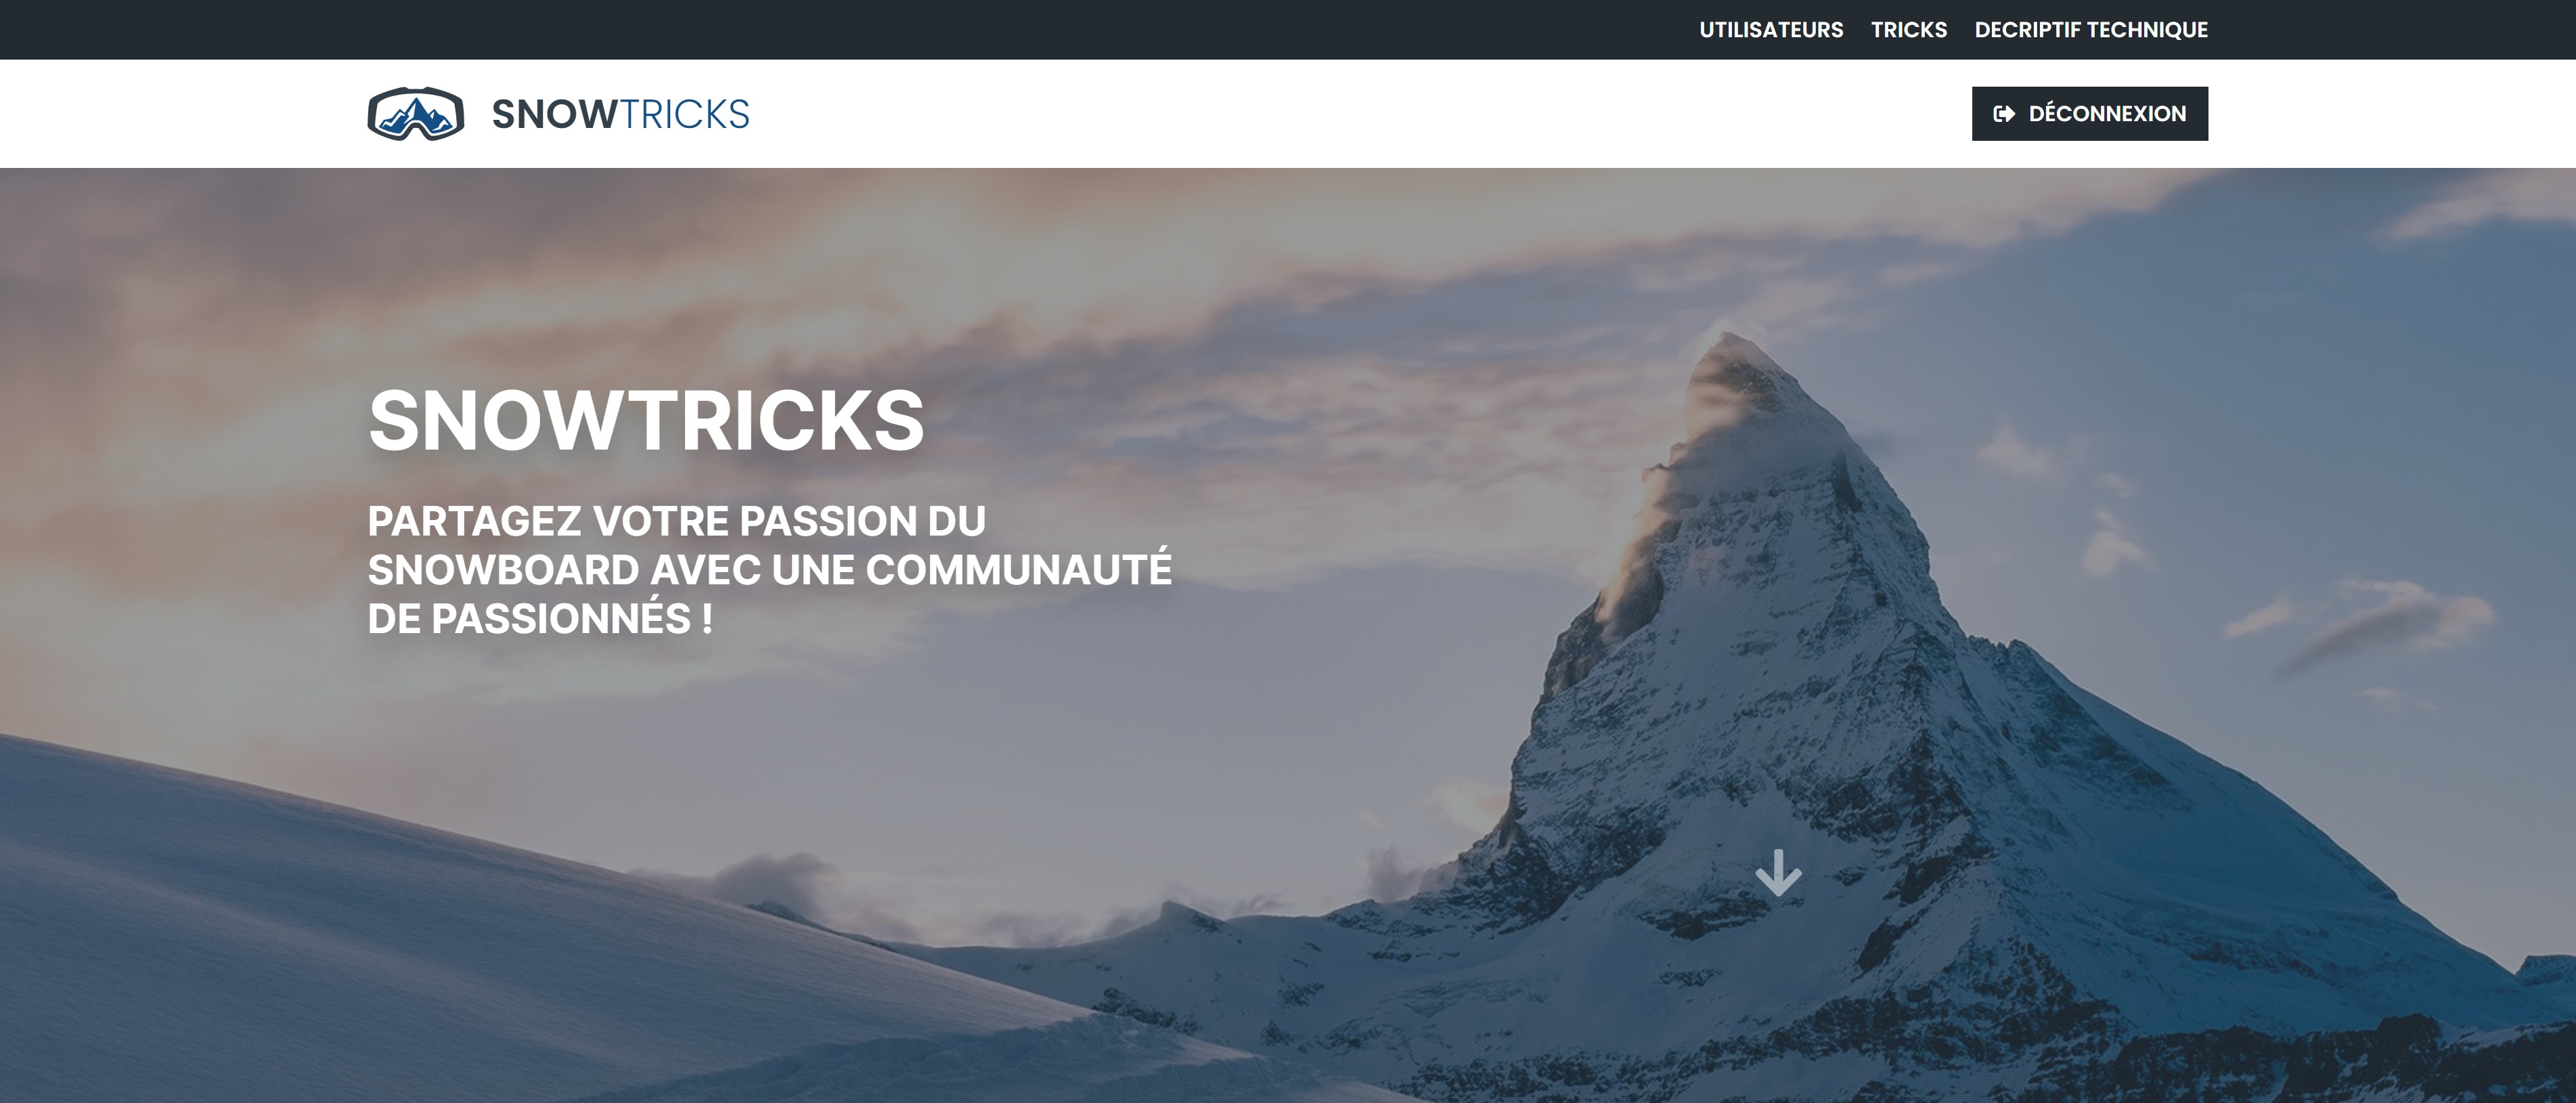 UTILISATEURS TRICKS DECRIPTIF TECHNIQUE
SNOWTRICKS
DÉCONNEXION
SNOWTRICKS
PARTAGEZ VOTRE PASSION DU
SNOWBOARD AVEC UNE COMMUNAUTÉ
DE PASSIONNÉS !